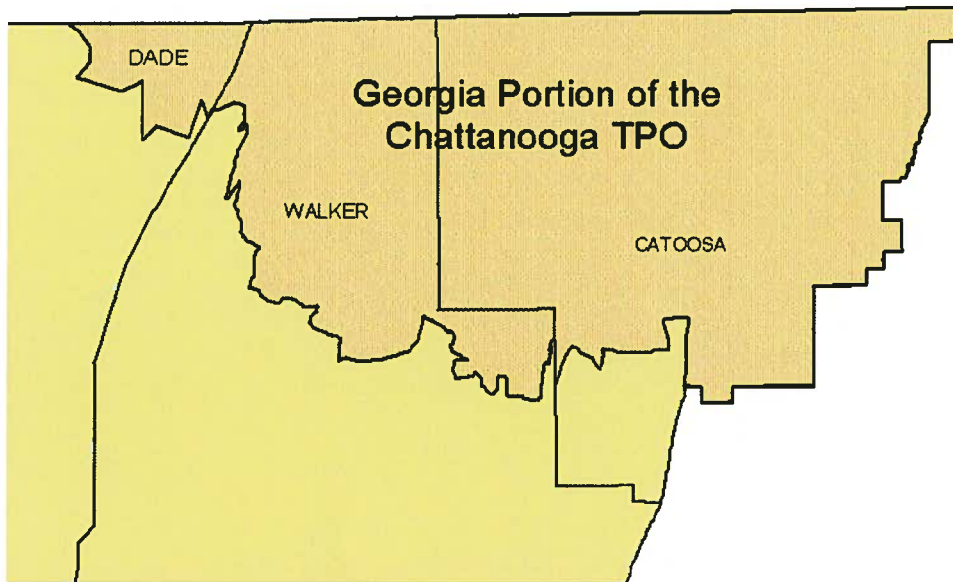 DADE
Georgia Portion of the
Chattanooga TPO
WALKER
CATOOSA